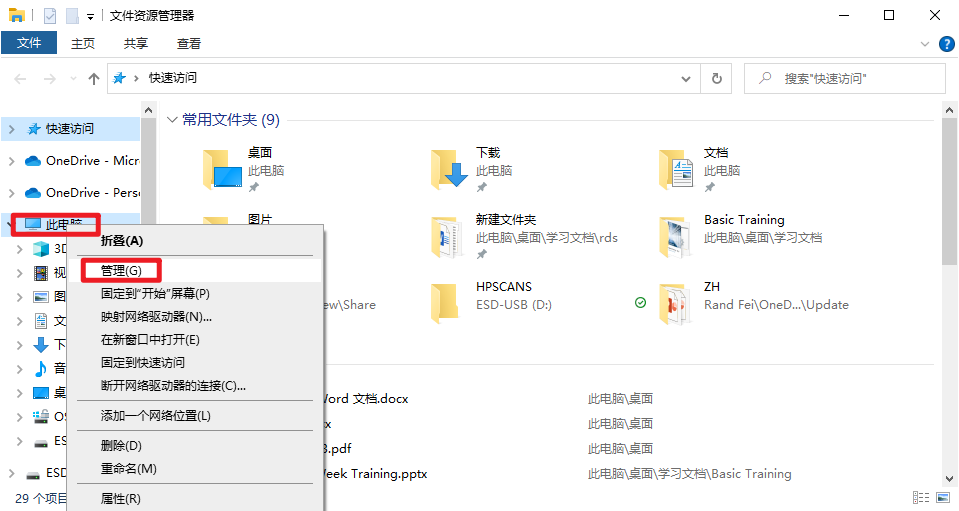 文件资源管理器
文件 主页 共享 查看
快速访问
搜索"快速访问"
快速访问
OneDrive - Micr
OneDrive - Perso
此电脑
3D
OS
ESD
29 个项目
折叠(A)
管理(G)
固定到"开始"屏幕(P)
映射网络驱动器(N)...
在新窗口中打开(E)
固定到快速访问
断开网络驱动器的连接(C)...
添加一个网络位置(L)
删除(D)
重命名(M)
属性(R)
常用文件夹 (9)
桌面
此电脑
下载
此电脑
文档
此电脑
图片
新建文件夹
此电脑\桌面\学习文档\rds
Basic Training
此电脑\桌面\学习文档
ew\Share
HPSCANS
ESD-USB (D:)
ZH
Rand Fei\OneD...\Update
Word 文档.docx
此电脑\桌面
此电脑\桌面
3.pdf
此电脑\桌面
Week Training.pptx
此电脑\桌面\学习文档\Basic Training